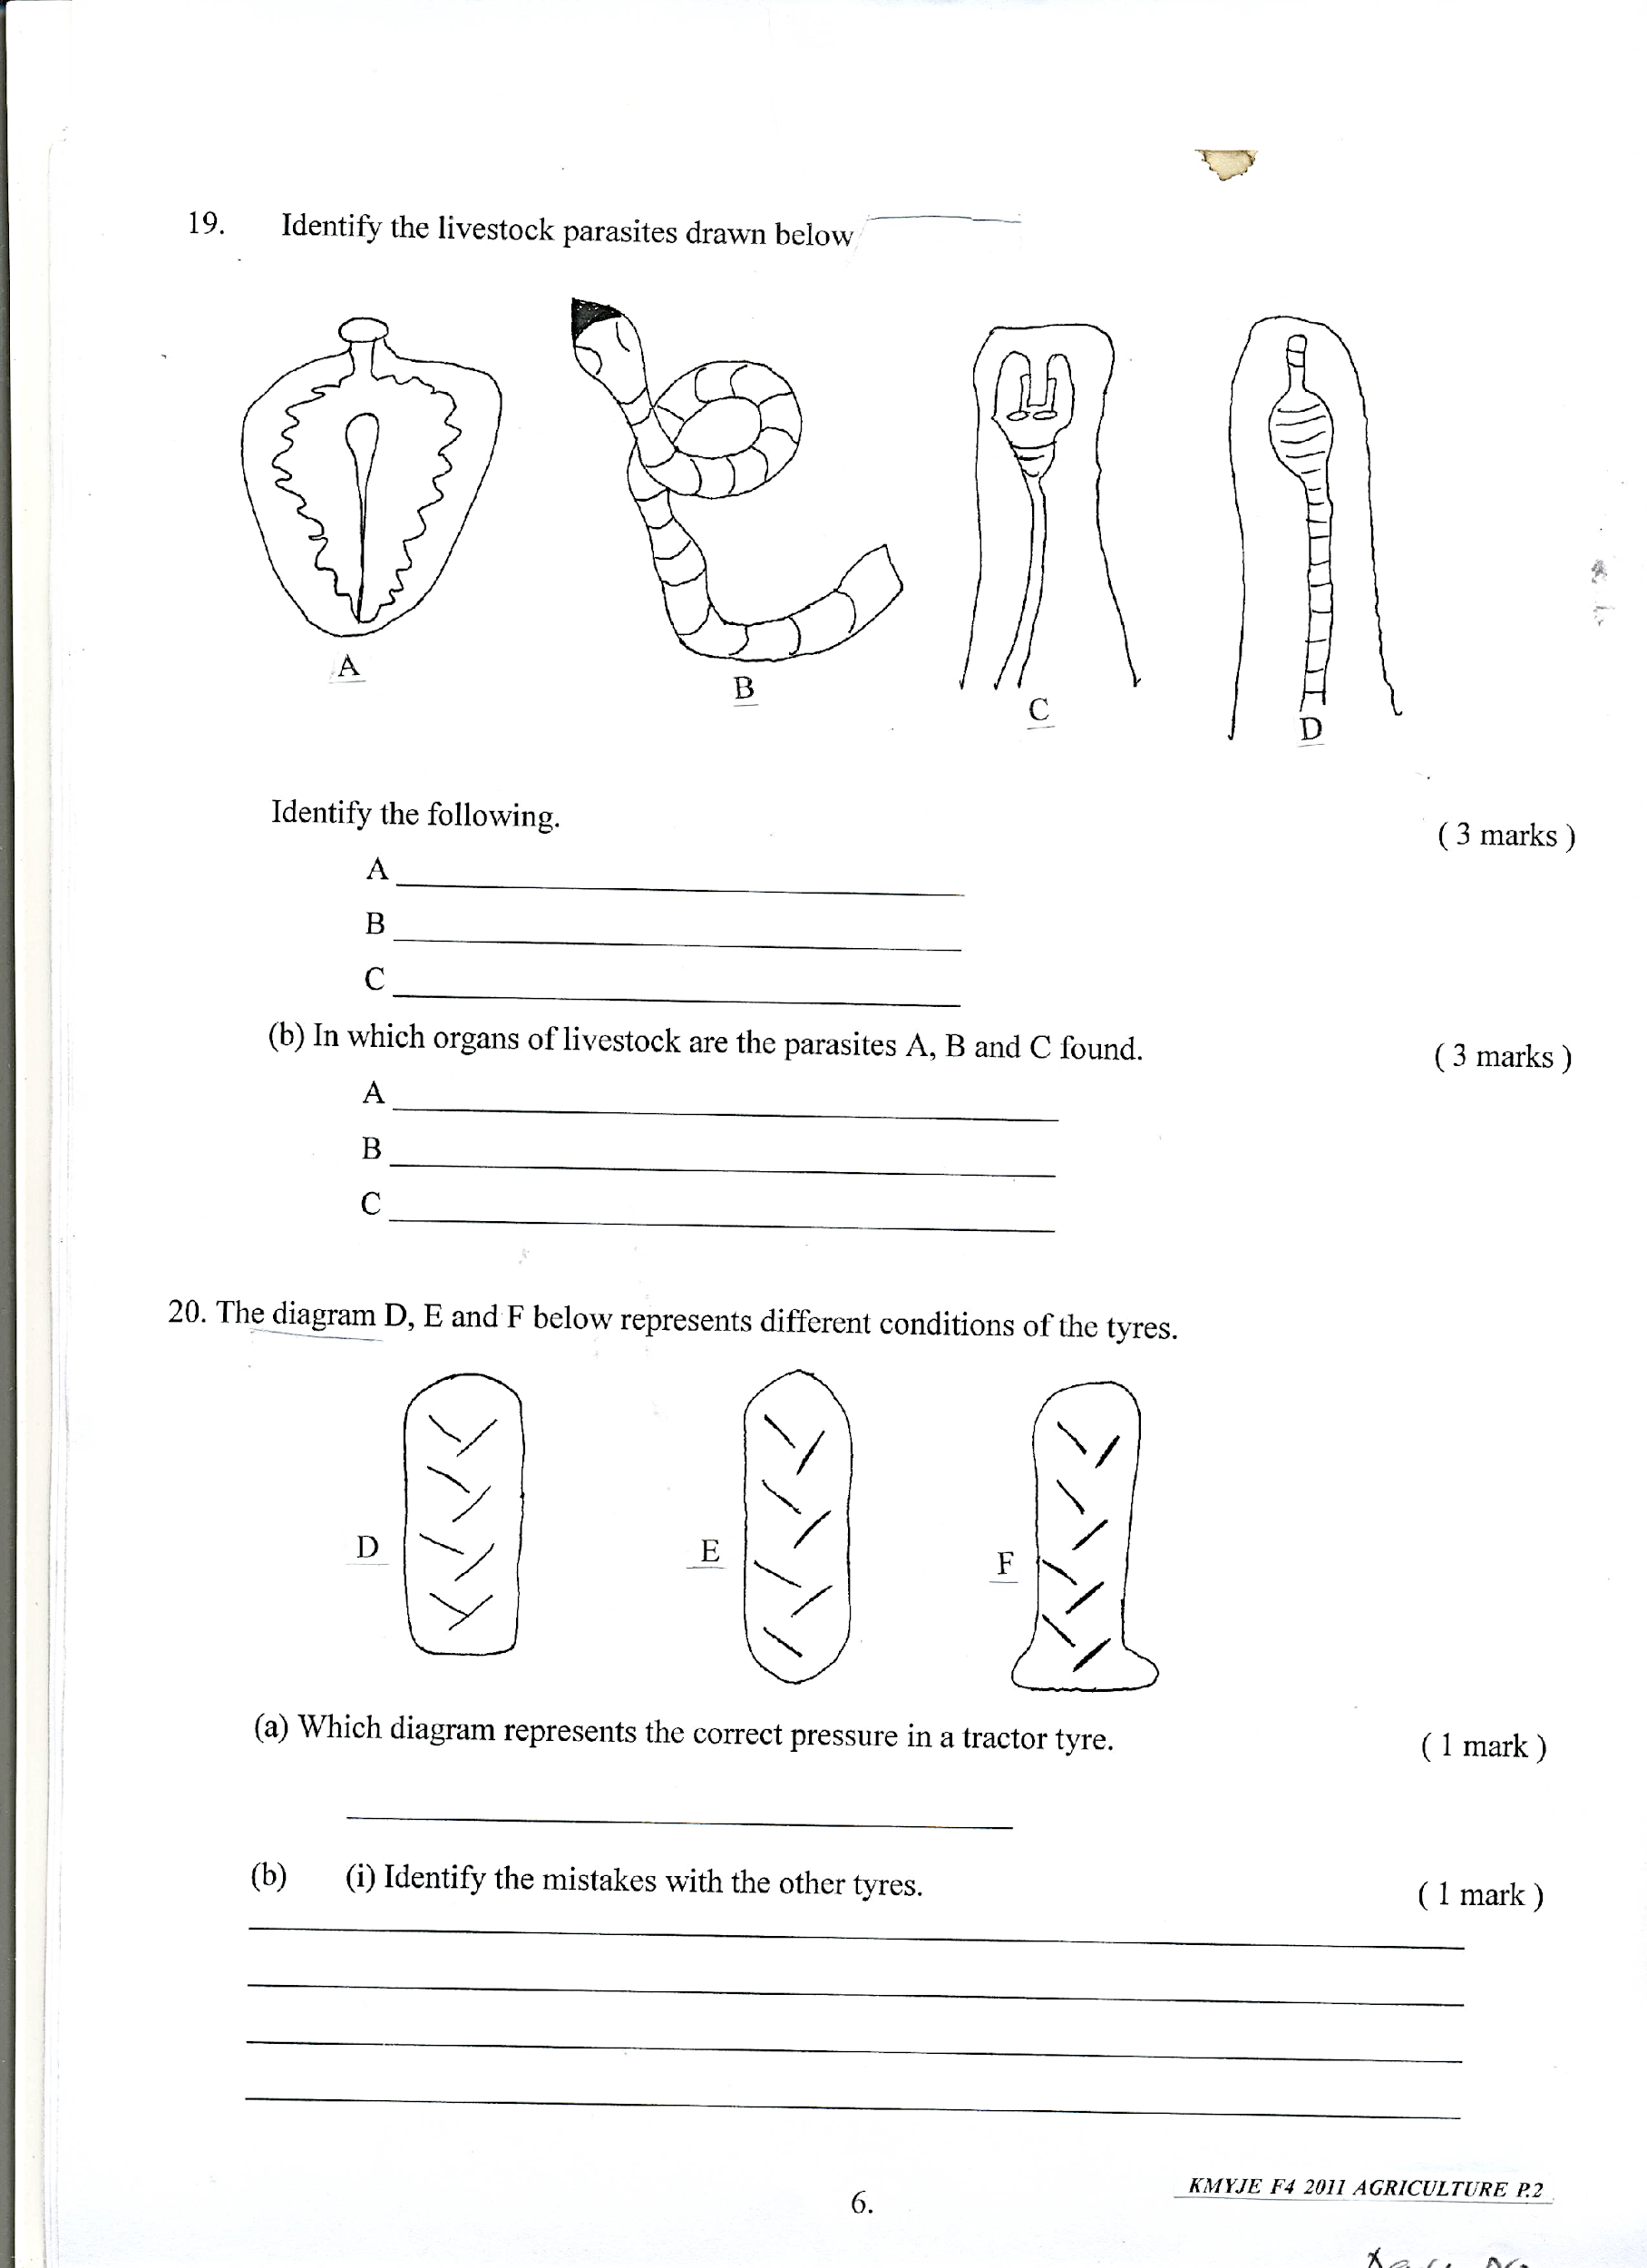 19. Identify the livestock parasites drawn below
A
B
C
D
Identify the following. ( 3 marks )
A
B
C
(b) In which organs of livestock are the parasites A, B and C found. ( 3 marks )
A
B
C
20. The diagram D, E and F below represents different conditions of the tyres.
D
E
F
(a) Which diagram represents the correct pressure in a tractor tyre. ( 1 mark )
(b) (i) Identify the mistakes with the other tyres. ( 1 mark )
KMYJE F4 2011 AGRICULTURE P.2
6.